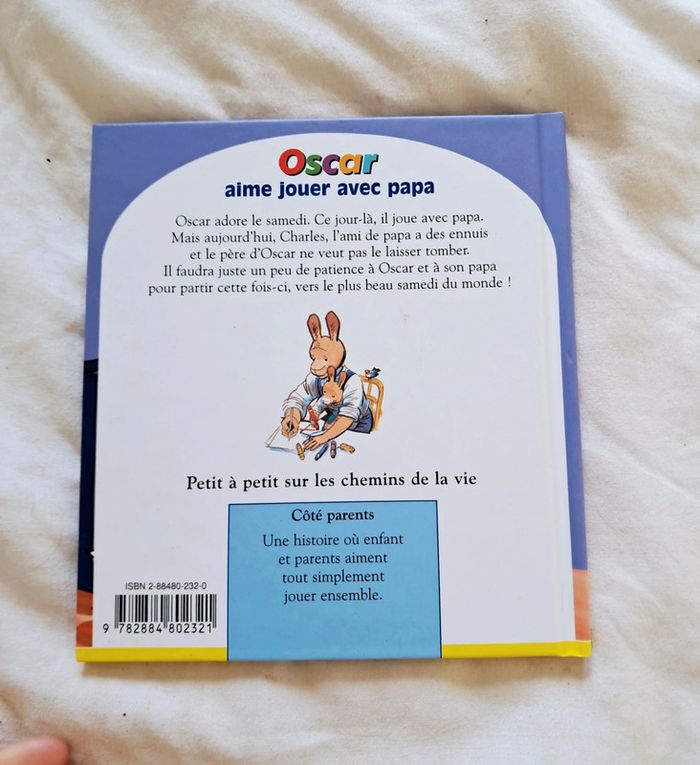 Oscar
aime jouer avec papa
Oscar adore le samedi. Ce jour-là, il joue avec papa.
Mais aujourd'hui, Charles, l'ami de papa a des ennuis
et le père d'Oscar ne veut pas le laisser tomber.
Il faudra juste un peu de patience à Oscar et à son papa
pour partir cette fois-ci, vers le plus beau samedi du monde !
Petit à petit sur les chemins de la vie
Côté parents
Une histoire où enfant
et parents aiment
tout simplement
jouer ensemble.
ISBN 2-88480-232-0
9 782884 802321